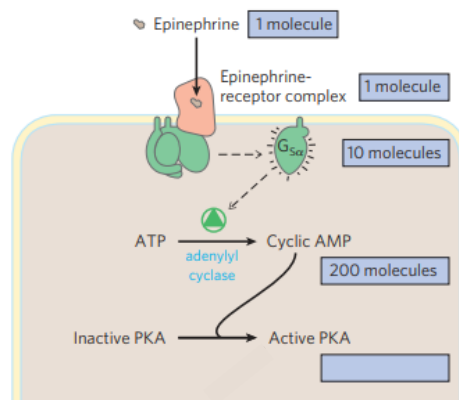 Epinephrine 1 molecule
Epinephrine-
receptor complex 1 molecule
GSα 10 molecules
ATP Cyclic AMP
adenylyl
cyclase
200 molecules
Inactive PKA Active PKA